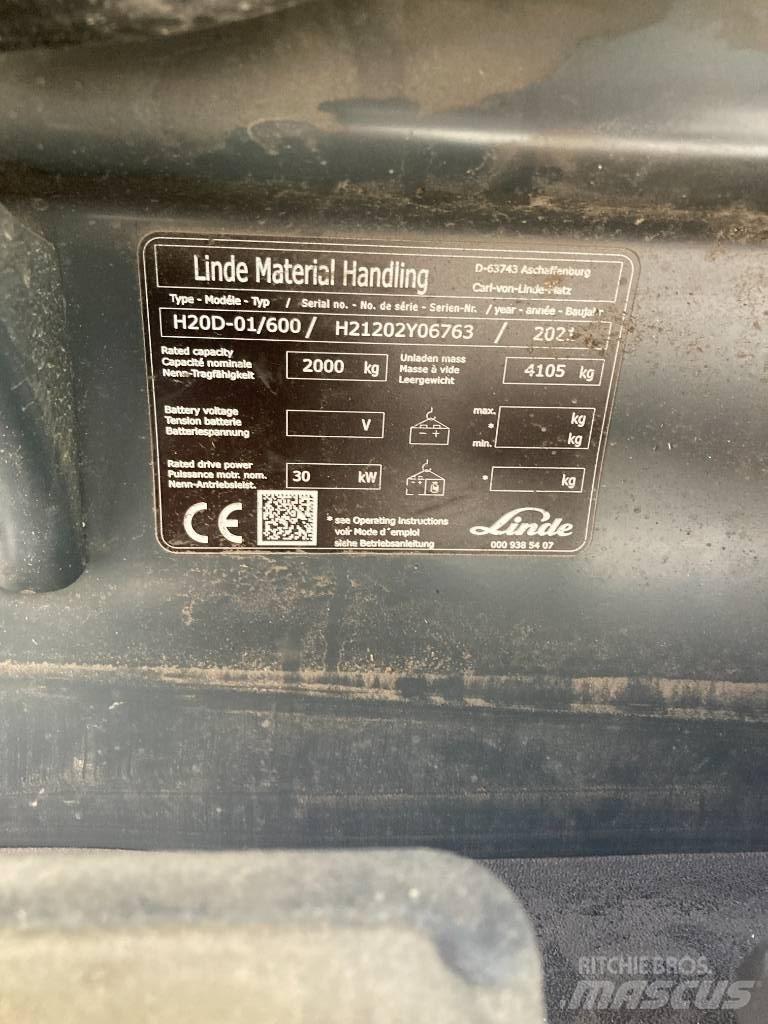 Linde Material Handling
D-63743 Aschaffenburg
Carl-von-Linde-Platz
Type - Modéle - Typ / Serial no. - No. de série - Serien-Nr. / year - année - Baujahr
H20D-01/600 / H21202Y06763 / 2021
Rated capacity
Capacité nominale
Nenn-Tragfähigkeit
2000 kg
Unladen mass
Masse à vide
Leergewicht
4105 kg
Battery voltage
Tension batterie
Batteriespannung
V
max.
*
min.
kg
kg
Rated drive power
Puissance motr. nom.
Nenn-Antriebsleist.
30 kW
* kg
CE
* see Operating instructions
voir Mode d´emploi
siehe Betriebsanleitung
Linde
000 938 54 07
RITCHIE BROS.
MASCUS